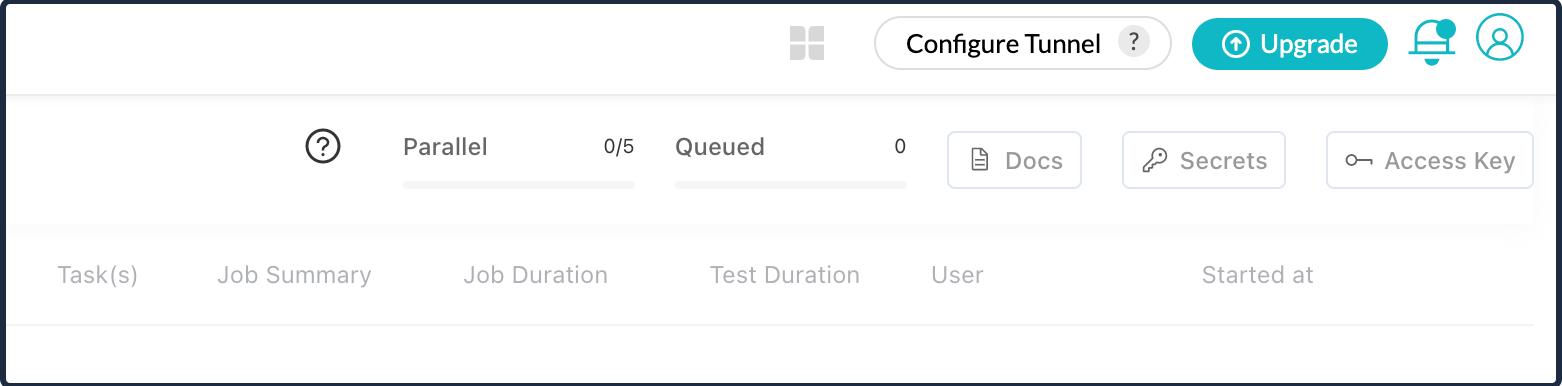 Configure Tunnel ? Upgrade
? Parallel 0/5 Queued 0 Docs Secrets Access Key
Task(s) Job Summary Job Duration Test Duration User Started at